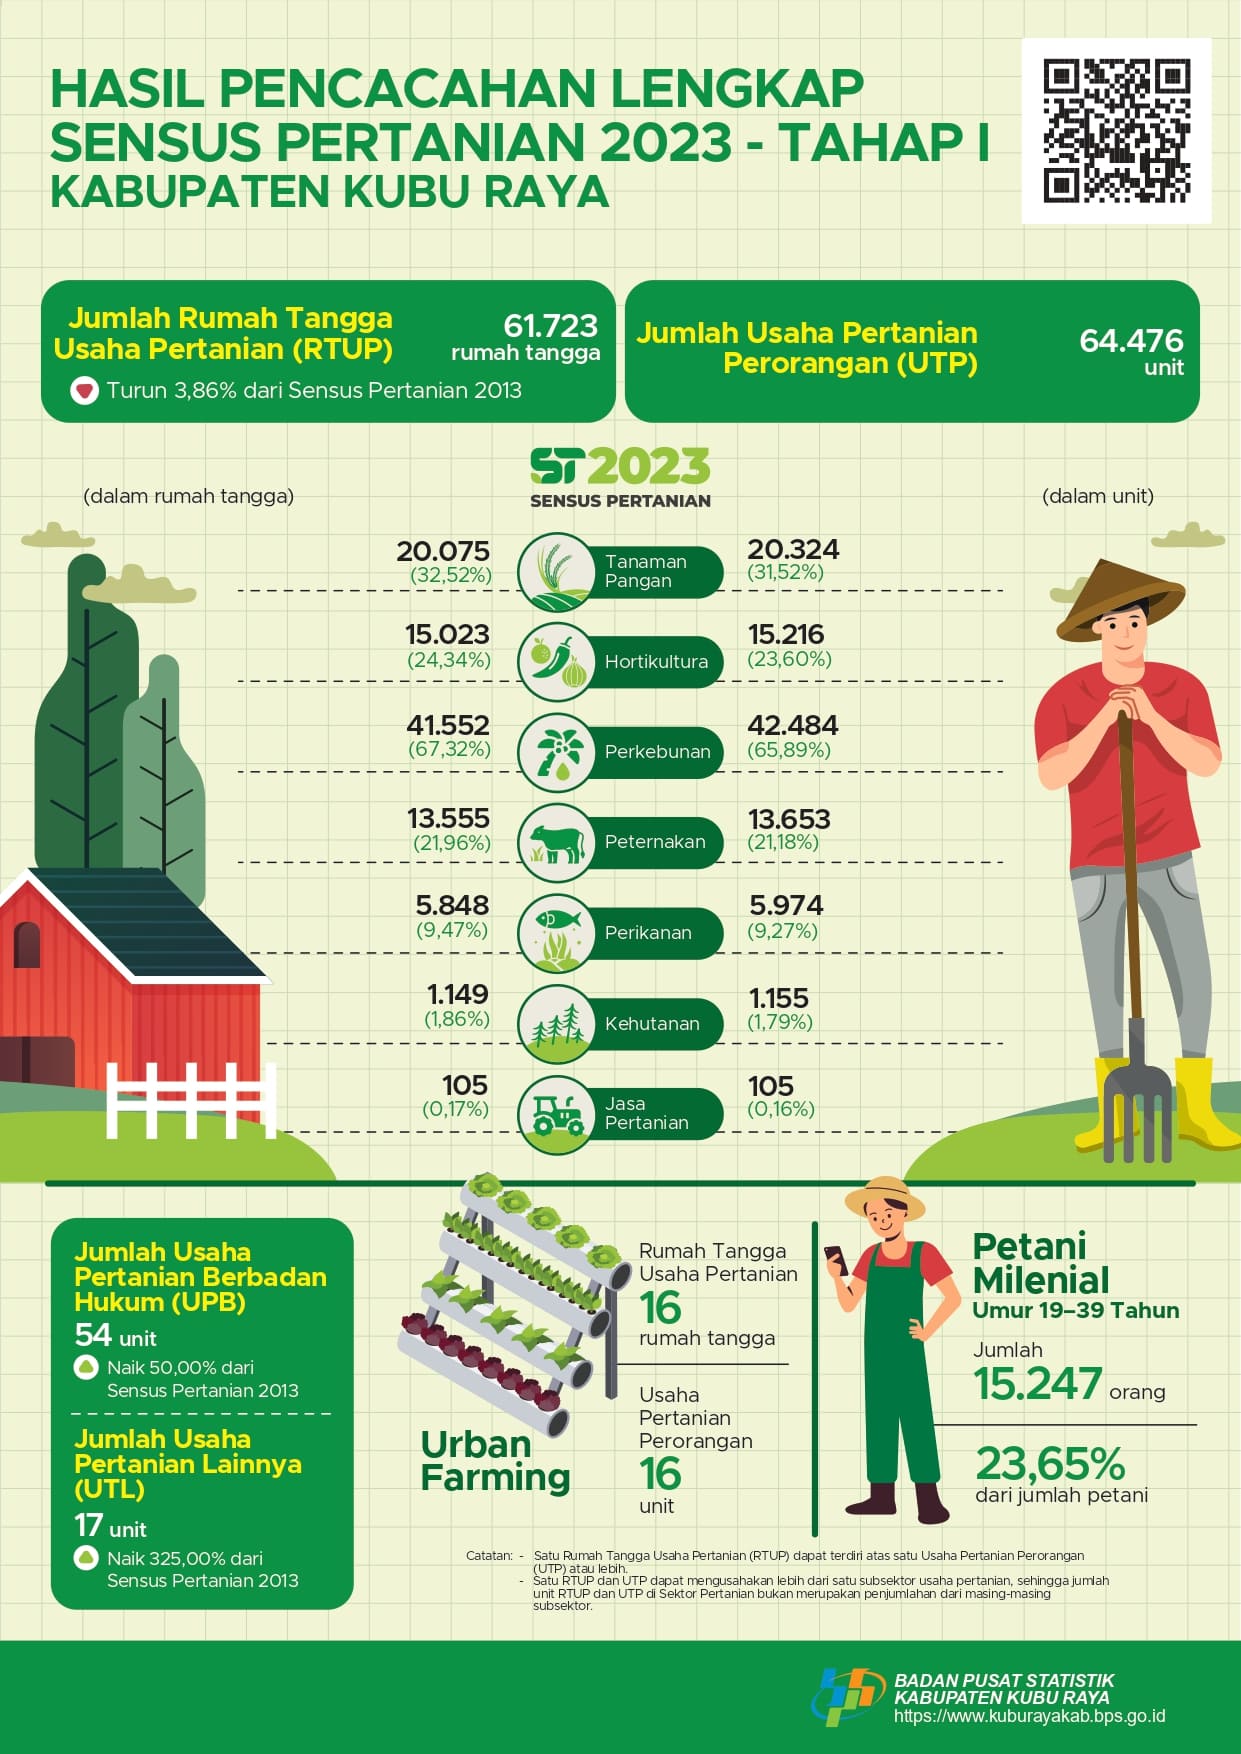 HASIL PENCACAHAN LENGKAP
SENSUS PERTANIAN 2023 - TAHAP I
KABUPATEN KUBU RAYA
Jumlah Rumah Tangga
Usaha Pertanian (RTUP)
61.723
rumah tangga
Turun 3,86% dari Sensus Pertanian 2013
Jumlah Usaha Pertanian
Perorangan (UTP)
64.476
unit
ST2023
SENSUS PERTANIAN
(dalam rumah tangga)
(dalam unit)
20.075
(32,52%)
Tanaman
Pangan
20.324
(31,52%)
15.023
(24,34%)
Hortikultura
15.216
(23,60%)
41.552
(67,32%)
Perkebunan
42.484
(65,89%)
13.555
(21,96%)
Peternakan
13.653
(21,18%)
5.848
(9,47%)
Perikanan
5.974
(9,27%)
1.149
(1,86%)
Kehutanan
1.155
(1,79%)
105
(0,17%)
Jasa
Pertanian
105
(0,16%)
Jumlah Usaha
Pertanian Berbadan
Hukum (UPB)
54 unit
Naik 50,00% dari
Sensus Pertanian 2013
Jumlah Usaha
Pertanian Lainnya
(UTL)
17 unit
Naik 325,00% dari
Sensus Pertanian 2013
Urban
Farming
Rumah Tangga
Usaha Pertanian
16
rumah tangga
Usaha
Pertanian
Perorangan
16
unit
Petani
Milenial
Umur 19–39 Tahun
Jumlah
15.247 orang
23,65%
dari jumlah petani
Catatan: - Satu Rumah Tangga Usaha Pertanian (RTUP) dapat terdiri atas satu Usaha Pertanian Perorangan
(UTP) atau lebih.
- Satu RTUP dan UTP dapat mengusahakan lebih dari satu subsektor usaha pertanian, sehingga jumlah
unit RTUP dan UTP di Sektor Pertanian bukan merupakan penjumlahan dari masing-masing
subsektor.
BADAN PUSAT STATISTIK
KABUPATEN KUBU RAYA
https://www.kuburayakab.bps.go.id